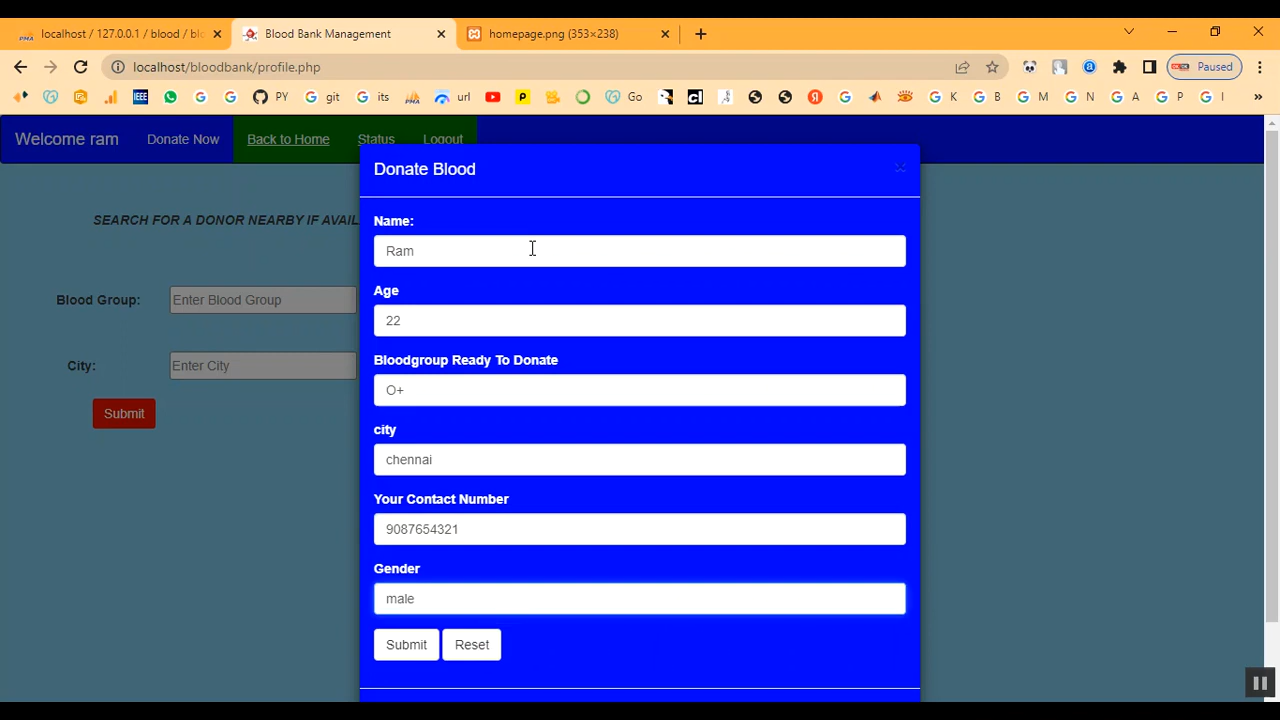 localhost / 127.0.0.1 / blood / blo
Blood Bank Management
homepage.png (353×238)
localhost/bloodbank/profile.php
Paused
IEEE
PY
git
its
url
Go
K
B
M
N
A
P
I
Welcome ram
Donate Now
Back to Home
Status
Logout
Donate Blood
×
SEARCH FOR A DONOR NEARBY IF AVAIL
Name:
Ram
Blood Group:
Enter Blood Group
Age
22
City:
Enter City
Bloodgroup Ready To Donate
O+
Submit
city
chennai
Your Contact Number
9087654321
Gender
male
Submit
Reset